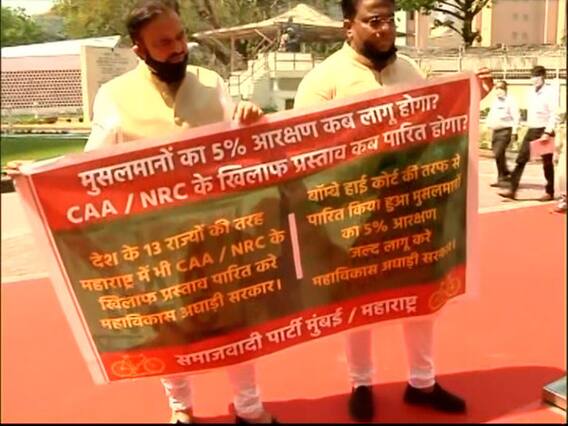 मुसलमानों का 5% आरक्षण कब लागू होगा?
CAA / NRC के खिलाफ प्रस्ताव कब पारित होगा?
देश के 13 राज्यों की तरह
महाराष्ट्र में भी CAA / NRC के
खिलाफ प्रस्ताव पारित करे
महाविकास अघाडी सरकार।
बॉम्बे हाई कोर्ट की तरफ से
पारित किया हुआ मुसलमानों
का 5% आरक्षण
जल्द लागू करे
महाविकास अघाडी सरकार।
समाजवादी पार्टी मुंबई / महाराष्ट्र